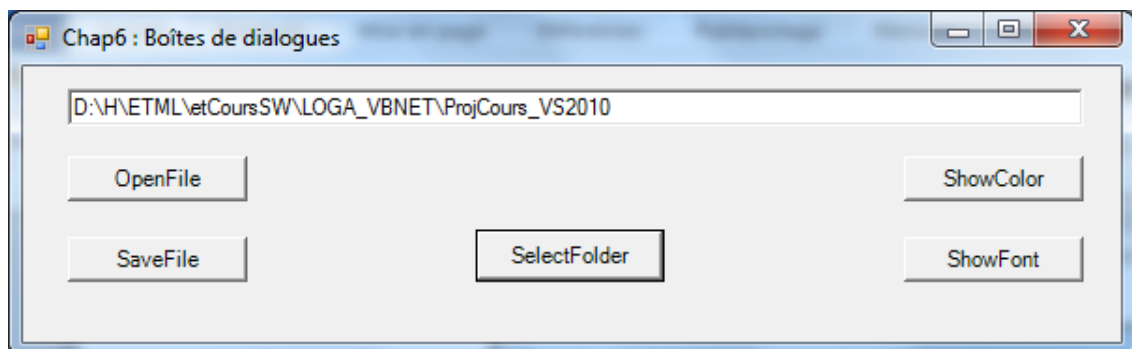 Chap6 : Boîtes de dialogues
D:\H\ETML\etCoursSW\LOGA_VBNET\ProjCours_VS2010
OpenFile
ShowColor
SaveFile
SelectFolder
ShowFont